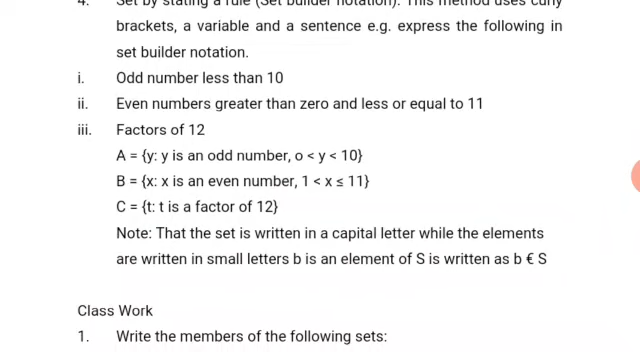 4. Set by stating a rule (Set builder notation). This method uses curly
brackets, a variable and a sentence e.g. express the following in
set builder notation.
i. Odd number less than 10
ii. Even numbers greater than zero and less or equal to 11
iii. Factors of 12
A = {y: y is an odd number, o < y < 10}
B = {x: x is an even number, 1 < x ≤ 11}
C = {t: t is a factor of 12}
Note: That the set is written in a capital letter while the elements
are written in small letters b is an element of S is written as b € S
Class Work
1. Write the members of the following sets: